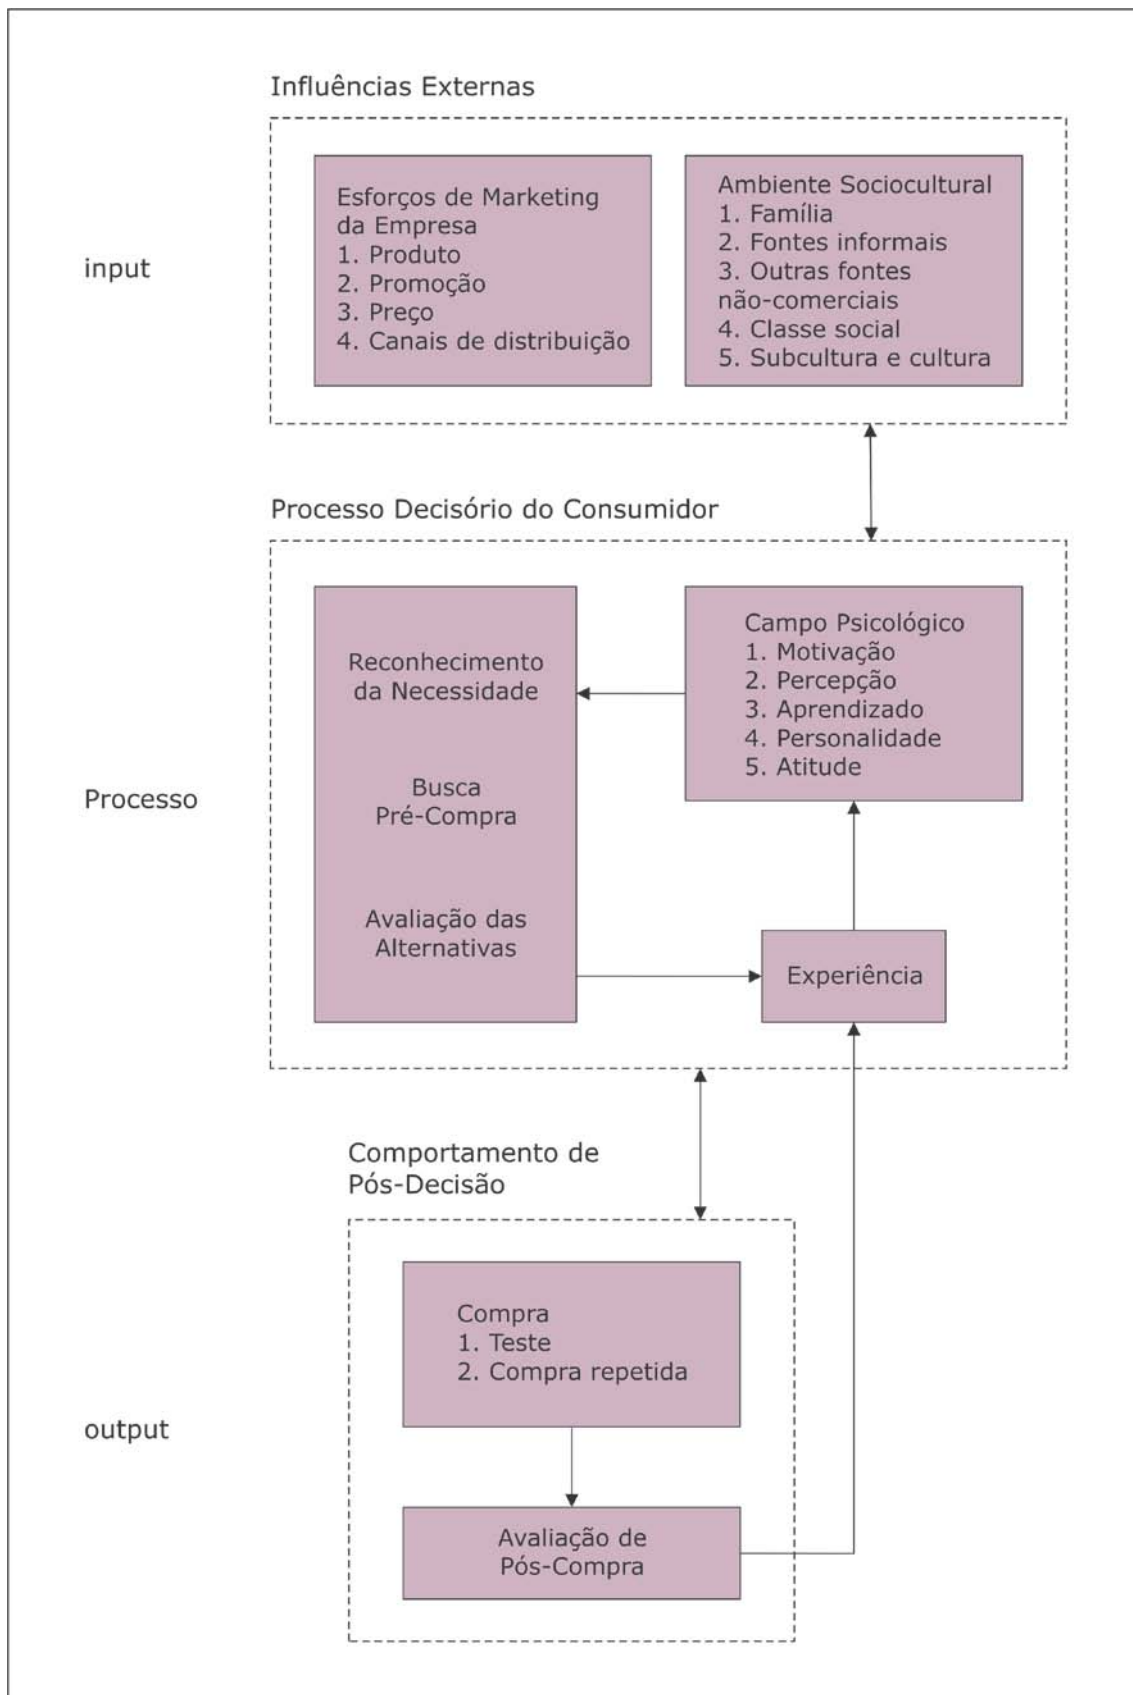 Influências Externas
input
Esforços de Marketing
da Empresa
1. Produto
2. Promoção
3. Preço
4. Canais de distribuição
Ambiente Sociocultural
1. Família
2. Fontes informais
3. Outras fontes
não-comerciais
4. Classe social
5. Subcultura e cultura
Processo Decisório do Consumidor
Processo
Reconhecimento
da Necessidade
Busca
Pré-Compra
Avaliação das
Alternativas
Campo Psicológico
1. Motivação
2. Percepção
3. Aprendizado
4. Personalidade
5. Atitude
Experiência
Comportamento de
Pós-Decisão
output
Compra
1. Teste
2. Compra repetida
Avaliação de
Pós-Compra